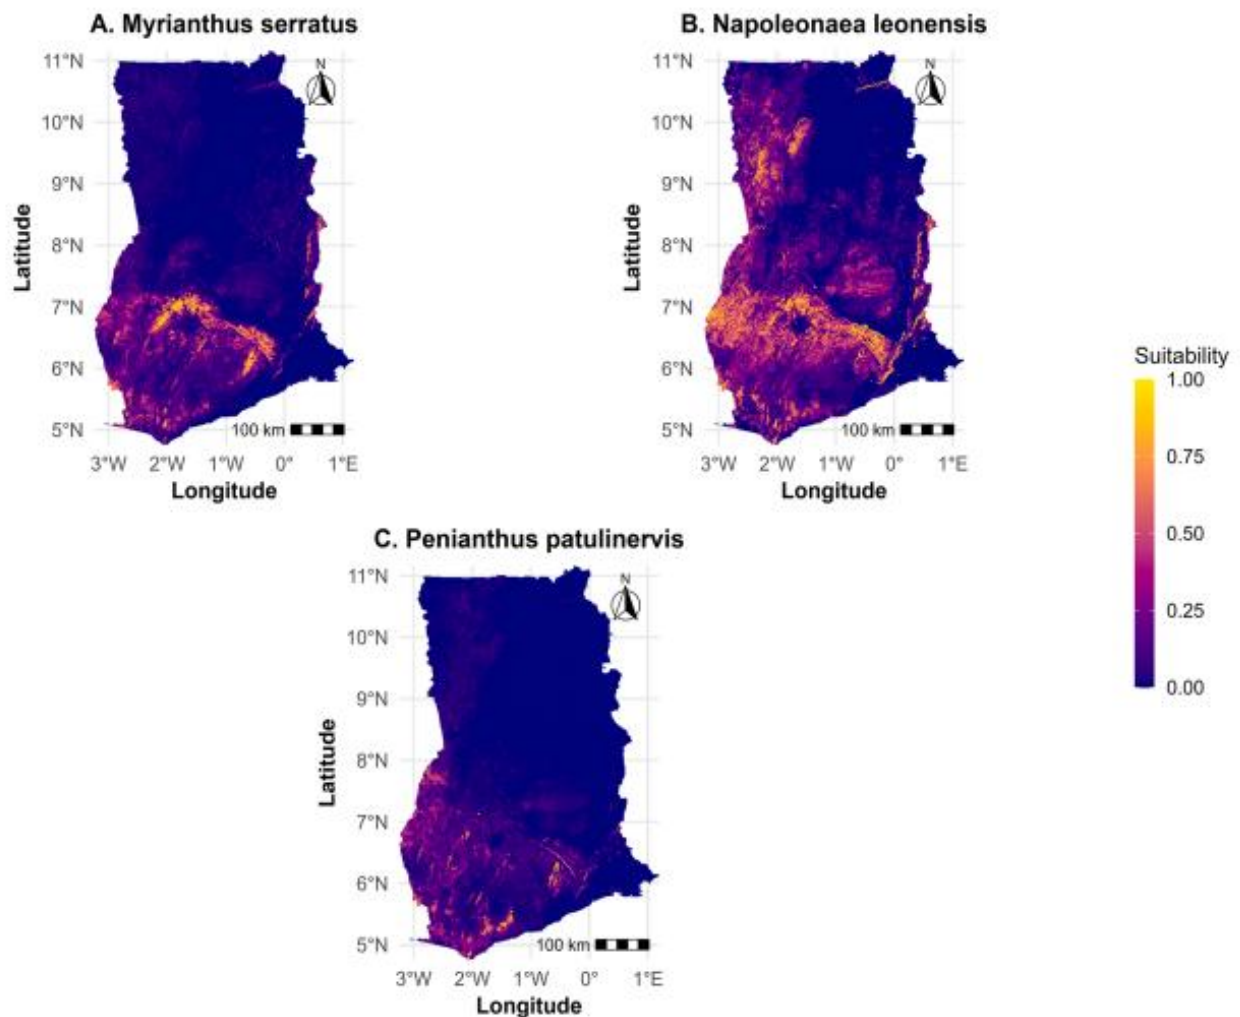 A. Myrianthus serratus
N
11°N
10°N
9°N
8°N
7°N
6°N
5°N
Latitude
100 km
3°W 2°W 1°W 0° 1°E
Longitude
B. Napoleonaea leonensis
N
11°N
10°N
9°N
8°N
7°N
6°N
5°N
Latitude
100 km
3°W 2°W 1°W 0° 1°E
Longitude
Suitability
1.00
0.75
0.50
0.25
0.00
C. Penianthus patulinervis
N
11°N
10°N
9°N
8°N
7°N
6°N
5°N
Latitude
100 km
3°W 2°W 1°W 0° 1°E
Longitude